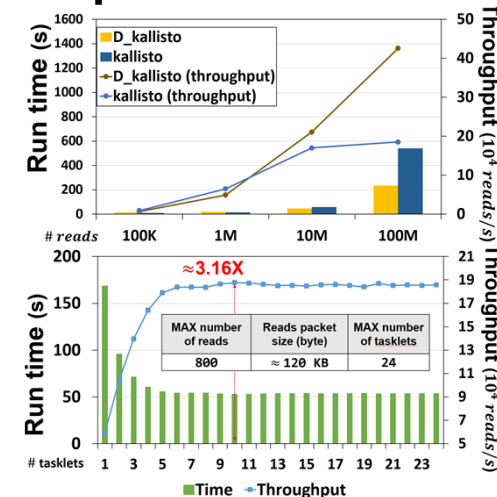 Run time (s)
1600
1400
1200
1000
800
600
400
200
0
D_kallisto
kallisto
D_kallisto (throughput)
kallisto (throughput)
50
40
30
20
10
0
Throughput (10⁴ reads/s)
# reads 100K 1M 10M 100M
Run time (s)
200
150
100
50
0
≈3.16X
MAX number of reads
Reads packet size (byte)
MAX number of tasklets
800 ≈ 120 KB 24
21
19
17
15
13
11
9
7
5
Throughput (10⁴ reads/s)
# tasklets 1 3 5 7 9 11 13 15 17 19 21 23
Time Throughput